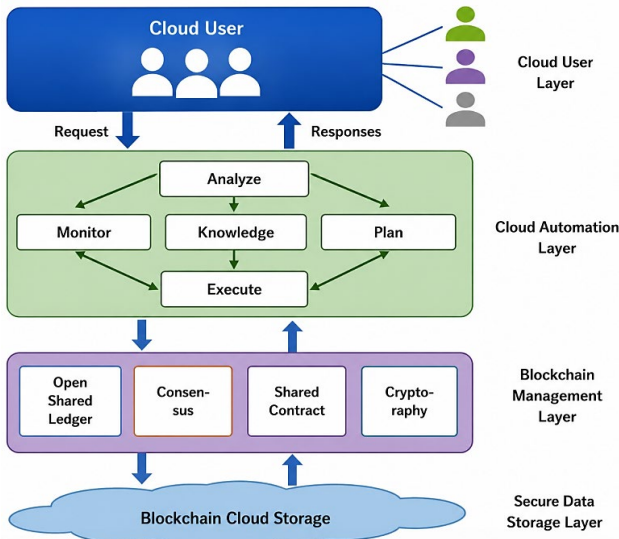 Cloud User
Cloud User
Layer
Request
Responses
Analyze
Monitor
Knowledge
Plan
Execute
Cloud Automation
Layer
Open
Shared
Ledger
Consen-
sus
Shared
Contract
Crypto-
raphy
Blockchain
Management
Layer
Blockchain Cloud Storage
Secure Data
Storage Layer